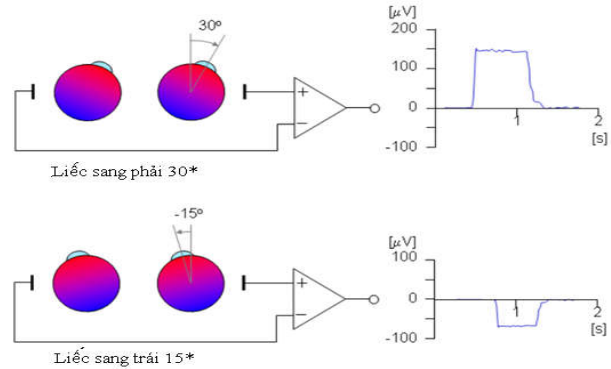 [µV]
200
30º
100
+
−
0
1
2
[s]
-100
Liếc sang phải 30*
[µV]
-15º
100
+
−
0
1
2
[s]
-100
Liếc sang trái 15*